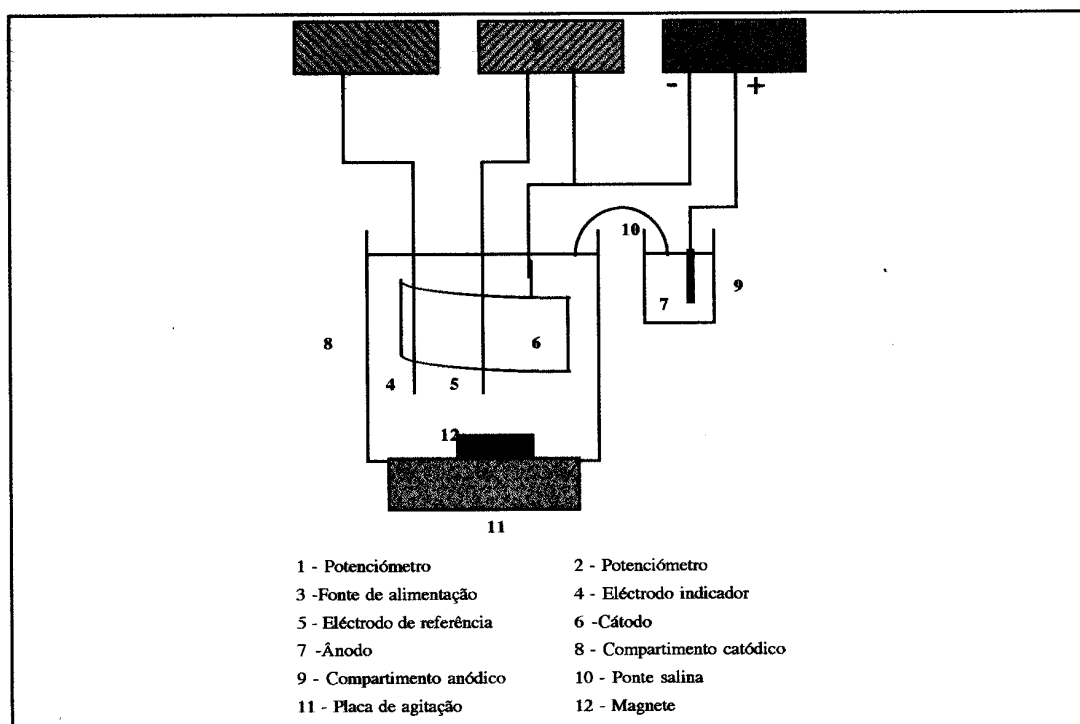 - +
10
7
9
8
6
4
5
12
11
1 - Potenciómetro
2 - Potenciómetro
3 -Fonte de alimentação
4 - Eléctrodo indicador
5 - Eléctrodo de referência
6 -Cátodo
7 -Ânodo
8 - Compartimento catódico
9 - Compartimento anódico
10 - Ponte salina
11 - Placa de agitação
12 - Magnete